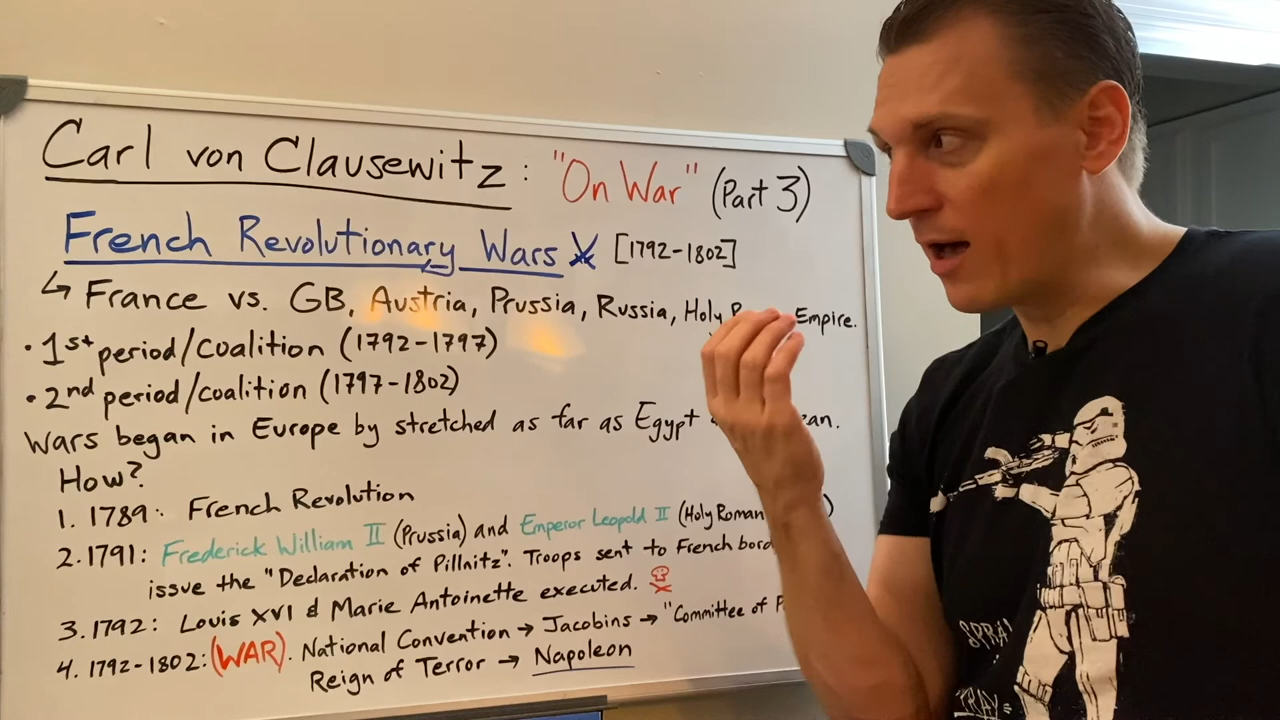 Carl von Clausewitz: "On War" (Part 3)
French Revolutionary Wars [1792-1802]
↳ France vs. GB, Austria, Prussia, Russia, Holy Empire.
• 1st period/coalition (1792-1797)
• 2nd period/coalition (1797-1802)
Wars began in Europe by stretched as far as Egypt
How?
1. 1789: French Revolution
2. 1791: Frederick William II (Prussia) and Emperor Leopold II (Holy Roman
issue the "Declaration of Pillnitz". Troops sent to French
3. 1792: Louis XVI & Marie Antoinette executed.
4. 1792-1802: (WAR). National Convention → Jacobins → "Committee of
Reign of Terror → Napoleon